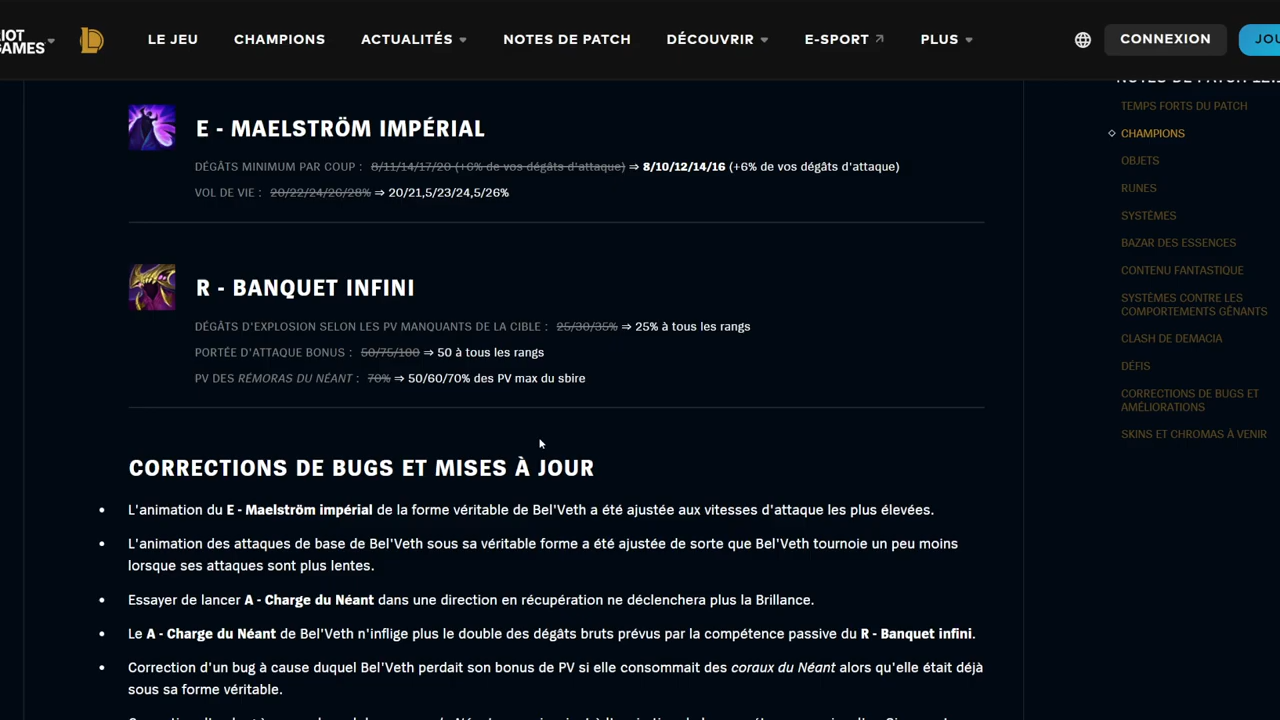 RIOT GAMES
LE JEU
CHAMPIONS
ACTUALITÉS
NOTES DE PATCH
DÉCOUVRIR
E-SPORT
PLUS
CONNEXION
E - MAELSTRÖM IMPÉRIAL
DÉGÂTS MINIMUM PAR COUP : 8/11/14/17/20 (+6% de vos dégâts d'attaque) ⇒ 8/10/12/14/16 (+6% de vos dégâts d'attaque)
VOL DE VIE : 20/22/24/26/28% ⇒ 20/21,5/23/24,5/26%
R - BANQUET INFINI
DÉGÂTS D'EXPLOSION SELON LES PV MANQUANTS DE LA CIBLE : 25/30/35% ⇒ 25% à tous les rangs
PORTÉE D'ATTAQUE BONUS : 50/75/100 ⇒ 50 à tous les rangs
PV DES RÉMORAS DU NÉANT : 70% ⇒ 50/60/70% des PV max du sbire
CORRECTIONS DE BUGS ET MISES À JOUR
• L'animation du E - Maelström impérial de la forme véritable de Bel'Veth a été ajustée aux vitesses d'attaque les plus élevées.
• L'animation des attaques de base de Bel'Veth sous sa véritable forme a été ajustée de sorte que Bel'Veth tournoie un peu moins
lorsque ses attaques sont plus lentes.
• Essayer de lancer A - Charge du Néant dans une direction en récupération ne déclenchera plus la Brillance.
• Le A - Charge du Néant de Bel'Veth n'inflige plus le double des dégâts bruts prévus par la compétence passive du R - Banquet infini.
• Correction d'un bug à cause duquel Bel'Veth perdait son bonus de PV si elle consommait des coraux du Néant alors qu'elle était déjà
sous sa forme véritable.
TEMPS FORTS DU PATCH
CHAMPIONS
OBJETS
RUNES
SYSTÈMES
BAZAR DES ESSENCES
CONTENU FANTASTIQUE
SYSTÈMES CONTRE LES
COMPORTEMENTS GÊNANTS
CLASH DE DEMACIA
DÉFIS
CORRECTIONS DE BUGS ET
AMÉLIORATIONS
SKINS ET CHROMAS À VENIR